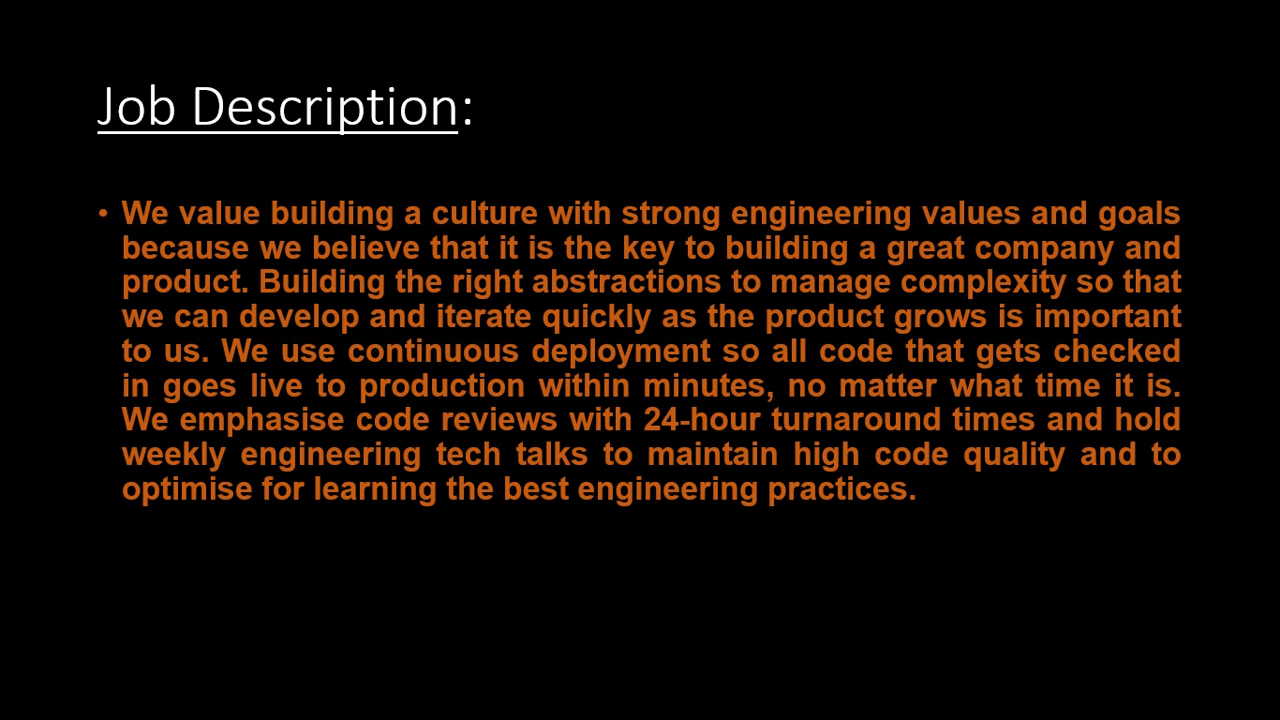 Job Description:
• We value building a culture with strong engineering values and goals
because we believe that it is the key to building a great company and
product. Building the right abstractions to manage complexity so that
we can develop and iterate quickly as the product grows is important
to us. We use continuous deployment so all code that gets checked
in goes live to production within minutes, no matter what time it is.
We emphasise code reviews with 24-hour turnaround times and hold
weekly engineering tech talks to maintain high code quality and to
optimise for learning the best engineering practices.